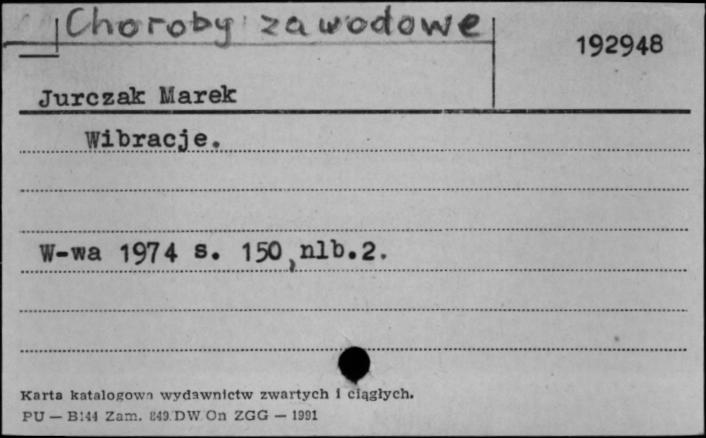 Choroby zawodowe
192948
Jurczak Marek
Wibracje.
W-wa 1974 s. 150,nlb.2.
Karta katalogowa wydawnictw zwartych i ciągłych.
PU — B144 Zam. 849 DW On ZGG — 1991